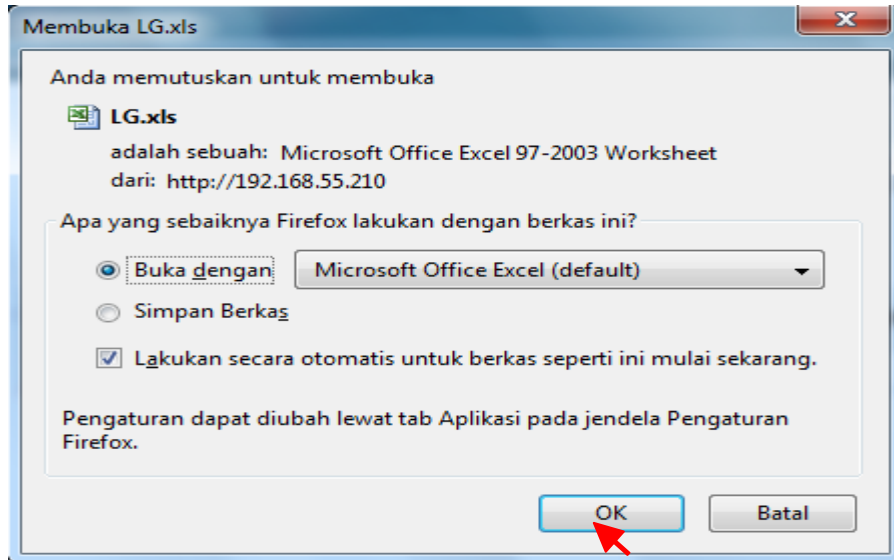 Membuka LG.xls
Anda memutuskan untuk membuka
LG.xls
adalah sebuah: Microsoft Office Excel 97-2003 Worksheet
dari: http://192.168.55.210
Apa yang sebaiknya Firefox lakukan dengan berkas ini?
Buka dengan Microsoft Office Excel (default)
Simpan Berkas
Lakukan secara otomatis untuk berkas seperti ini mulai sekarang.
Pengaturan dapat diubah lewat tab Aplikasi pada jendela Pengaturan
Firefox.
OK Batal